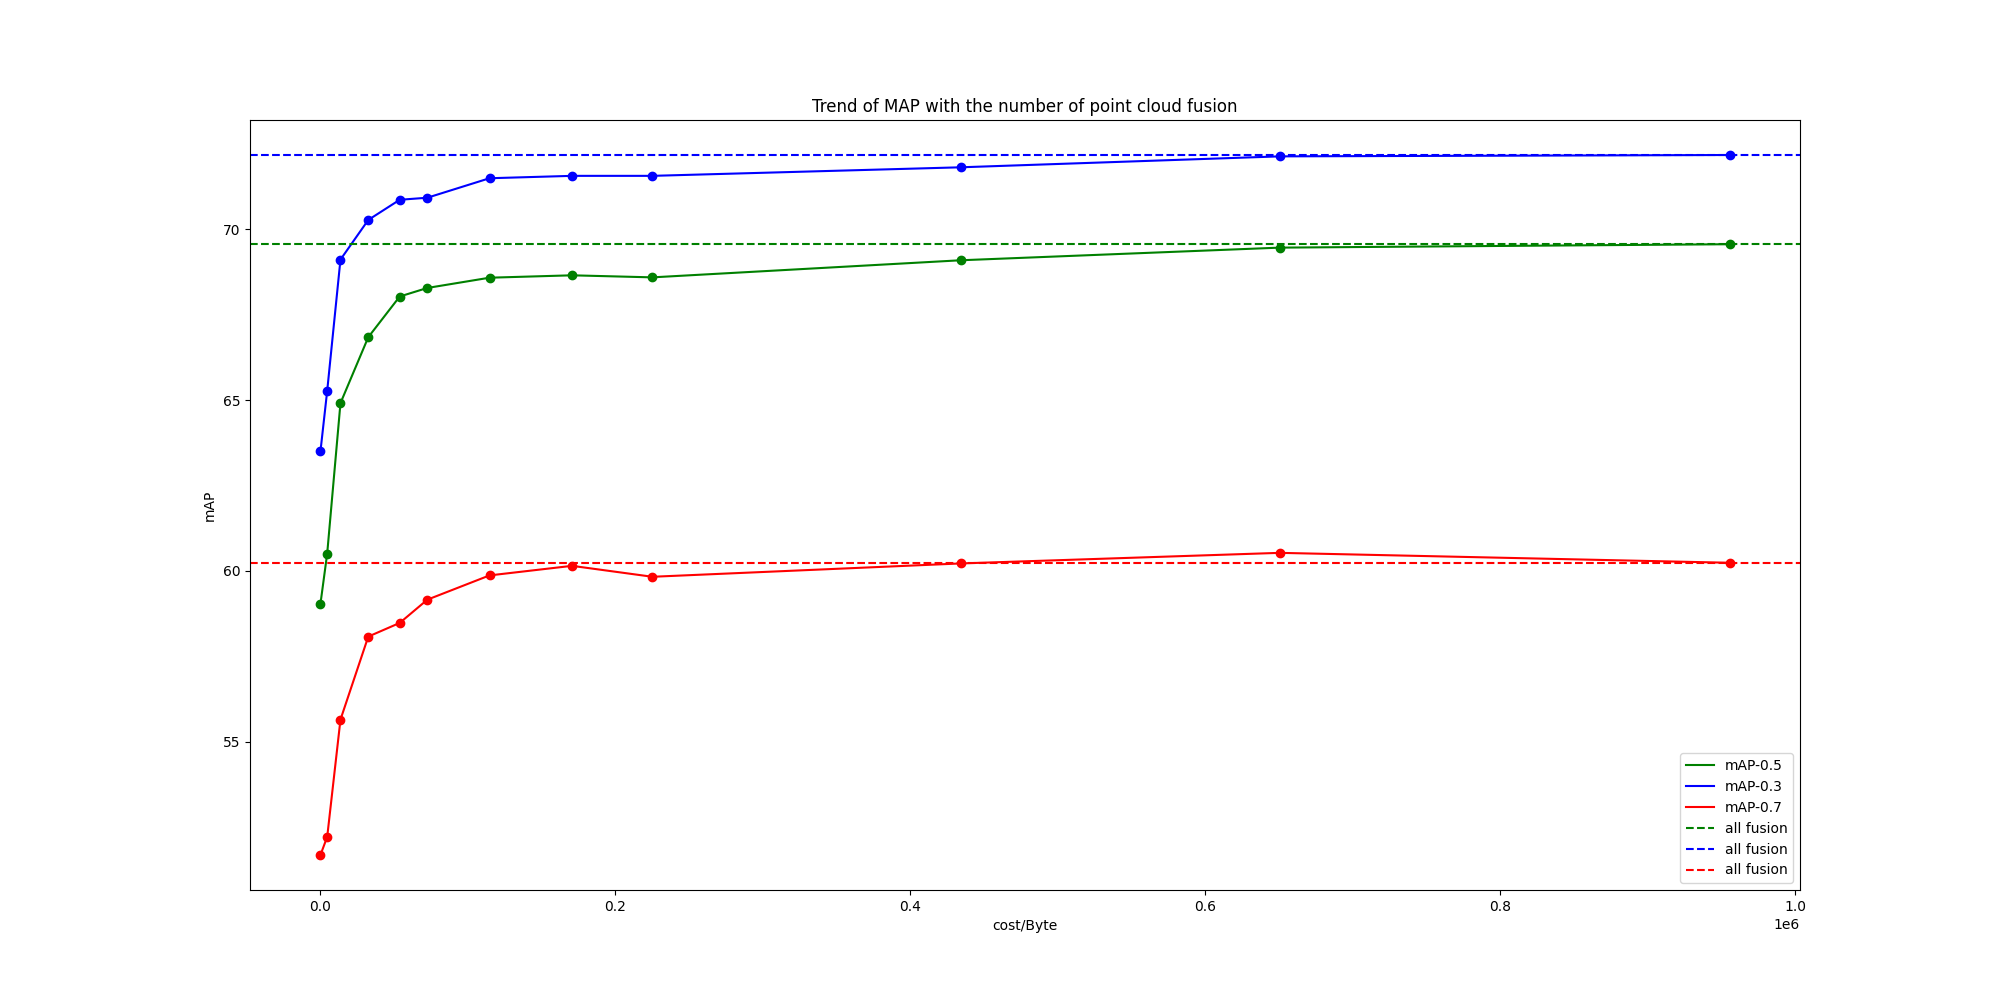 Trend of MAP with the number of point cloud fusion
mAP
70
65
60
55
0.0 0.2 0.4 0.6 0.8 1.0
1e6
cost/Byte
mAP-0.5
mAP-0.3
mAP-0.7
all fusion
all fusion
all fusion